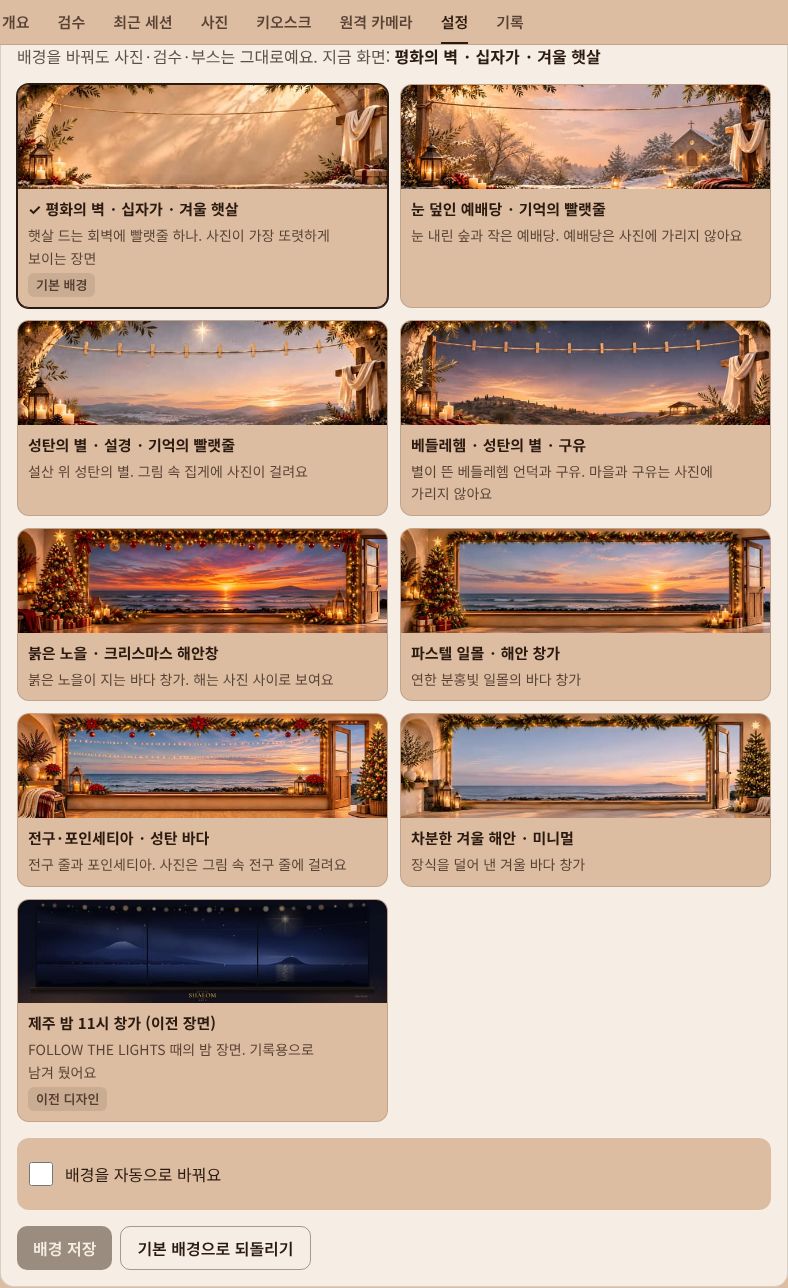 개요 검수 최근 세션 사진 키오스크 원격 카메라 설정 기록
배경을 바꿔도 사진·검수·부스는 그대로예요. 지금 화면: 평화의 벽 · 십자가 · 겨울 햇살
✓ 평화의 벽 · 십자가 · 겨울 햇살
햇살 드는 회벽에 빨랫줄 하나. 사진이 가장 또렷하게
보이는 장면
기본 배경
눈 덮인 예배당 · 기억의 빨랫줄
눈 내린 숲과 작은 예배당. 예배당은 사진에 가리지 않아요
성탄의 별 · 설경 · 기억의 빨랫줄
설산 위 성탄의 별. 그림 속 집게에 사진이 걸려요
베들레헴 · 성탄의 별 · 구유
별이 뜬 베들레헴 언덕과 구유. 마을과 구유는 사진에
가리지 않아요
붉은 노을 · 크리스마스 해안창
붉은 노을이 지는 바다 창가. 해는 사진 사이로 보여요
파스텔 일몰 · 해안 창가
연한 분홍빛 일몰의 바다 창가
전구·포인세티아 · 성탄 바다
전구 줄과 포인세티아. 사진은 그림 속 전구 줄에 걸려요
차분한 겨울 해안 · 미니멀
장식을 덜어 낸 겨울 바다 창가
SHALOM
제주 밤 11시 창가 (이전 장면)
FOLLOW THE LIGHTS 때의 밤 장면. 기록용으로
남겨 뒀어요
이전 디자인
배경을 자동으로 바꿔요
배경 저장 기본 배경으로 되돌리기